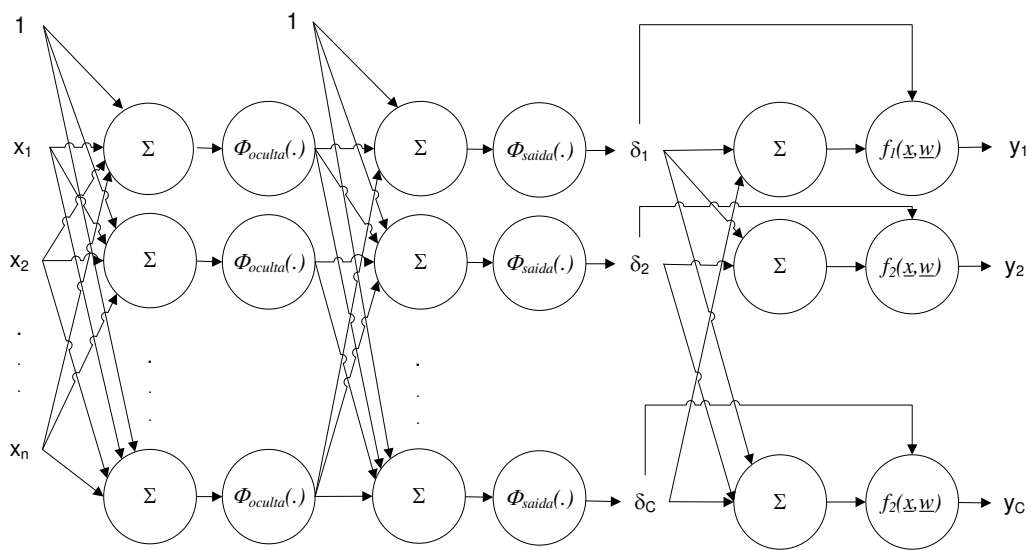 1 1
x1 Σ Φoculta(.) Σ Φsaida(.) δ1 Σ f1(x,w) y1
x2 Σ Φoculta(.) Σ Φsaida(.) δ2 Σ f2(x,w) y2
. . .
. . .
. . .
xn Σ Φoculta(.) Σ Φsaida(.) δC Σ f2(x,w) yC